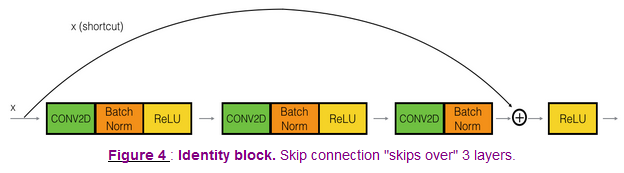 x (shortcut)
x
CONV2D Batch Norm ReLU CONV2D Batch Norm ReLU CONV2D Batch Norm + ReLU
Figure 4 : Identity block. Skip connection "skips over" 3 layers.